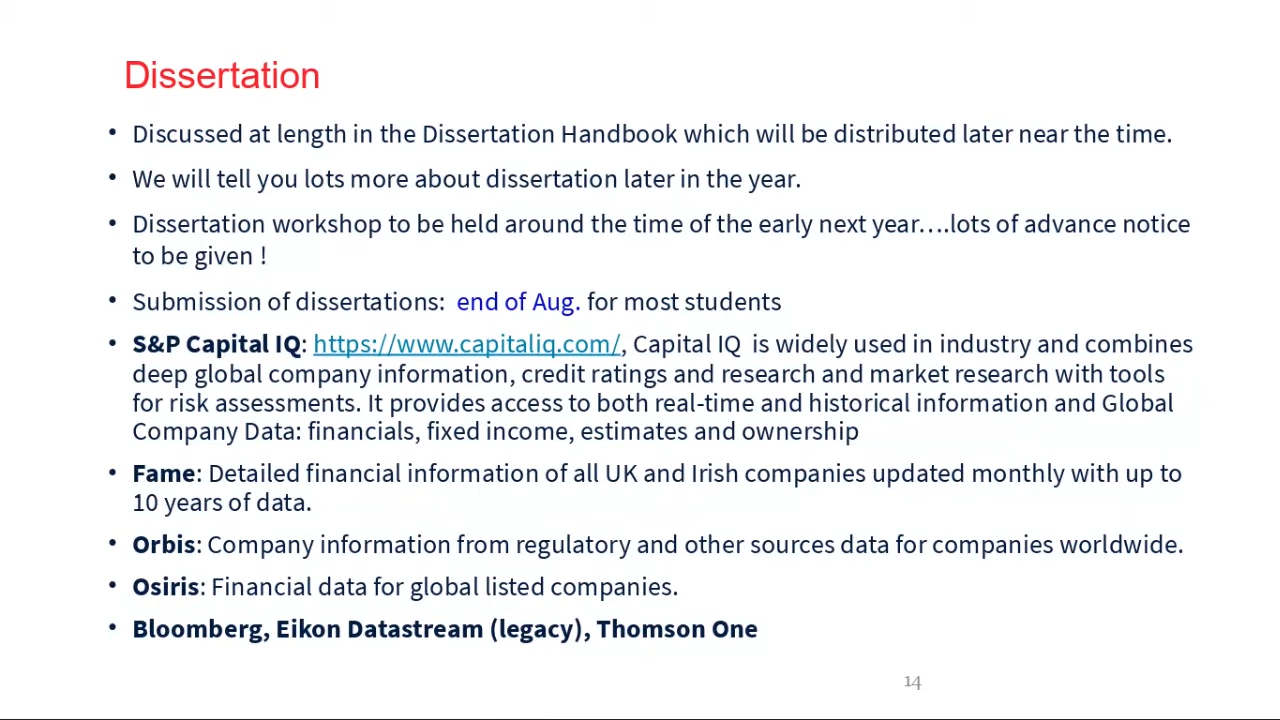 Dissertation
• Discussed at length in the Dissertation Handbook which will be distributed later near the time.
• We will tell you lots more about dissertation later in the year.
• Dissertation workshop to be held around the time of the early next year….lots of advance notice
to be given !
• Submission of dissertations:  end of Aug. for most students
• S&P Capital IQ: https://www.capitaliq.com/, Capital IQ  is widely used in industry and combines
deep global company information, credit ratings and research and market research with tools
for risk assessments. It provides access to both real-time and historical information and Global
Company Data: financials, fixed income, estimates and ownership
• Fame: Detailed financial information of all UK and Irish companies updated monthly with up to
10 years of data.
• Orbis: Company information from regulatory and other sources data for companies worldwide.
• Osiris: Financial data for global listed companies.
• Bloomberg, Eikon Datastream (legacy), Thomson One
14